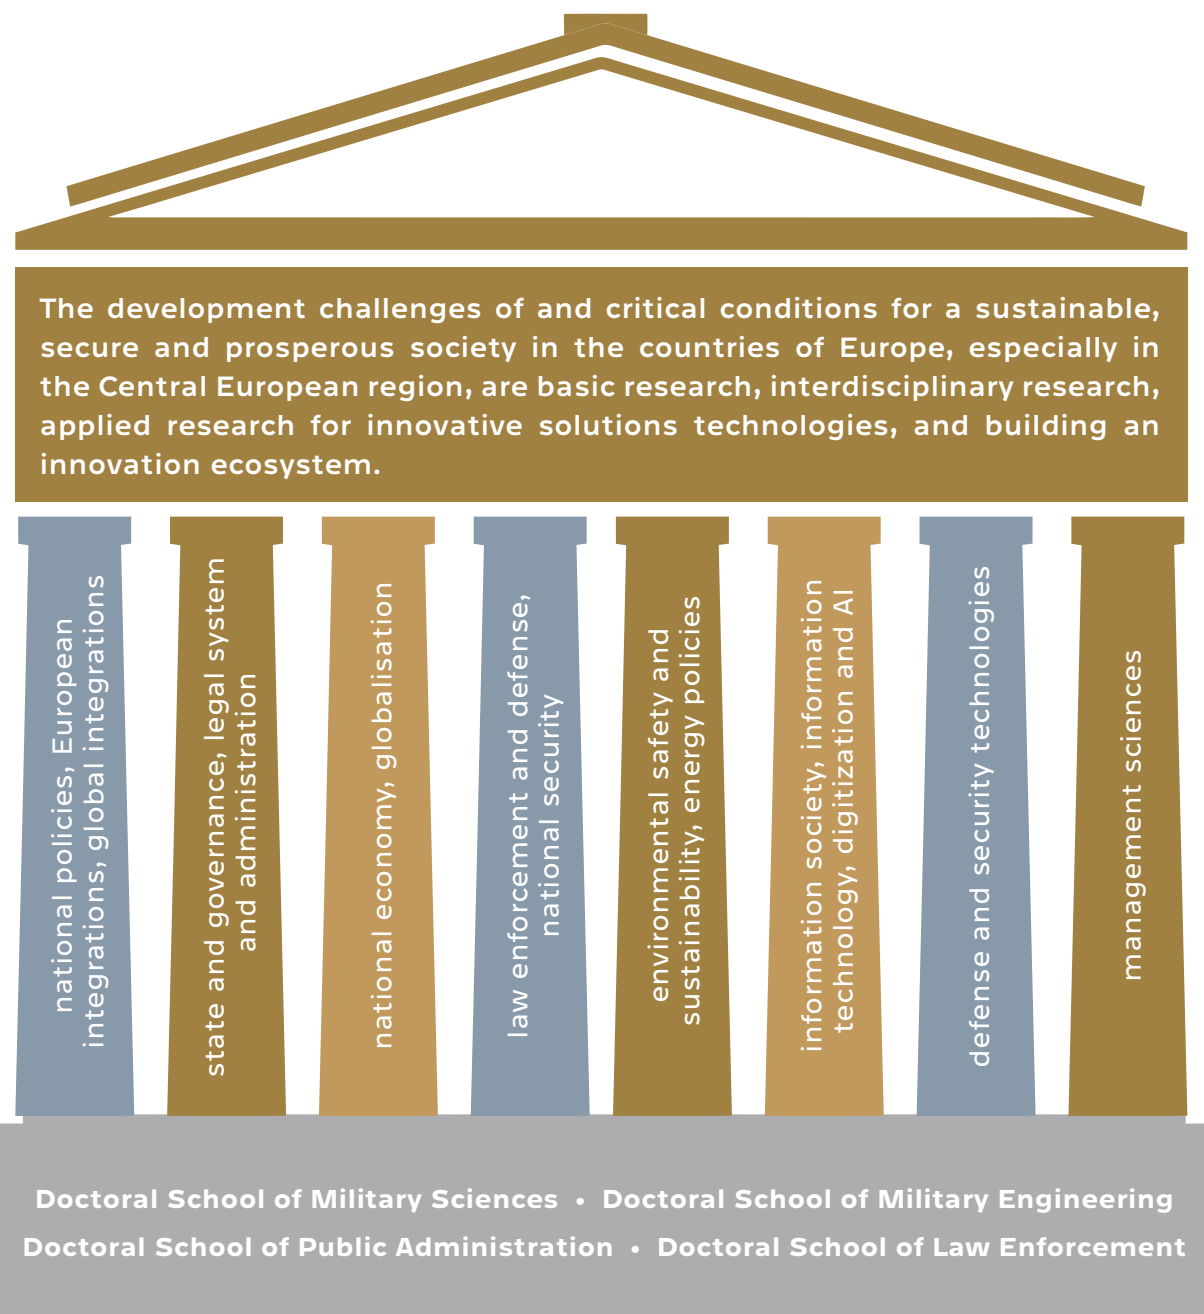 The development challenges of and critical conditions for a sustainable,
secure and prosperous society in the countries of Europe, especially in
the Central European region, are basic research, interdisciplinary research,
applied research for innovative solutions technologies, and building an
innovation ecosystem.
national policies, European
integrations, global integrations
state and governance, legal system
and administration
national economy, globalisation
law enforcement and defense,
national security
environmental safety and
sustainability, energy policies
information society, information
technology, digitization and AI
defense and security technologies
management sciences
Doctoral School of Military Sciences • Doctoral School of Military Engineering
Doctoral School of Public Administration • Doctoral School of Law Enforcement